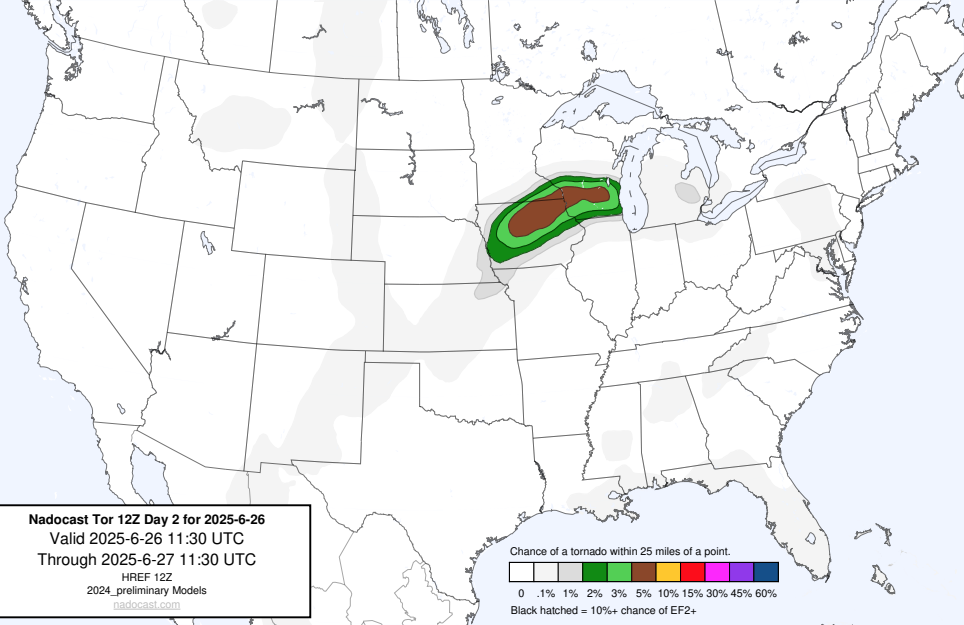 Nadocast Tor 12Z Day 2 for 2025-6-26
Valid 2025-6-26 11:30 UTC
Through 2025-6-27 11:30 UTC
HREF 12Z
2024_preliminary Models
nadocast.com
Chance of a tornado within 25 miles of a point.
0 .1% 1% 2% 3% 5% 10% 15% 30% 45% 60%
Black hatched = 10%+ chance of EF2+